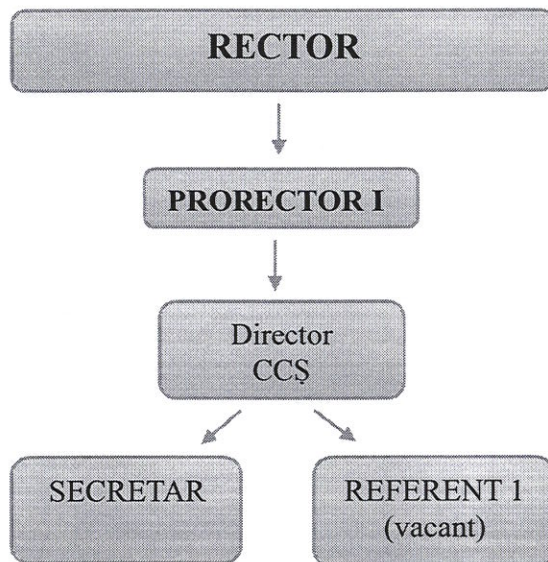 RECTOR
PRORECTOR I
Director
CCȘ
SECRETAR
REFERENT 1
(vacant)